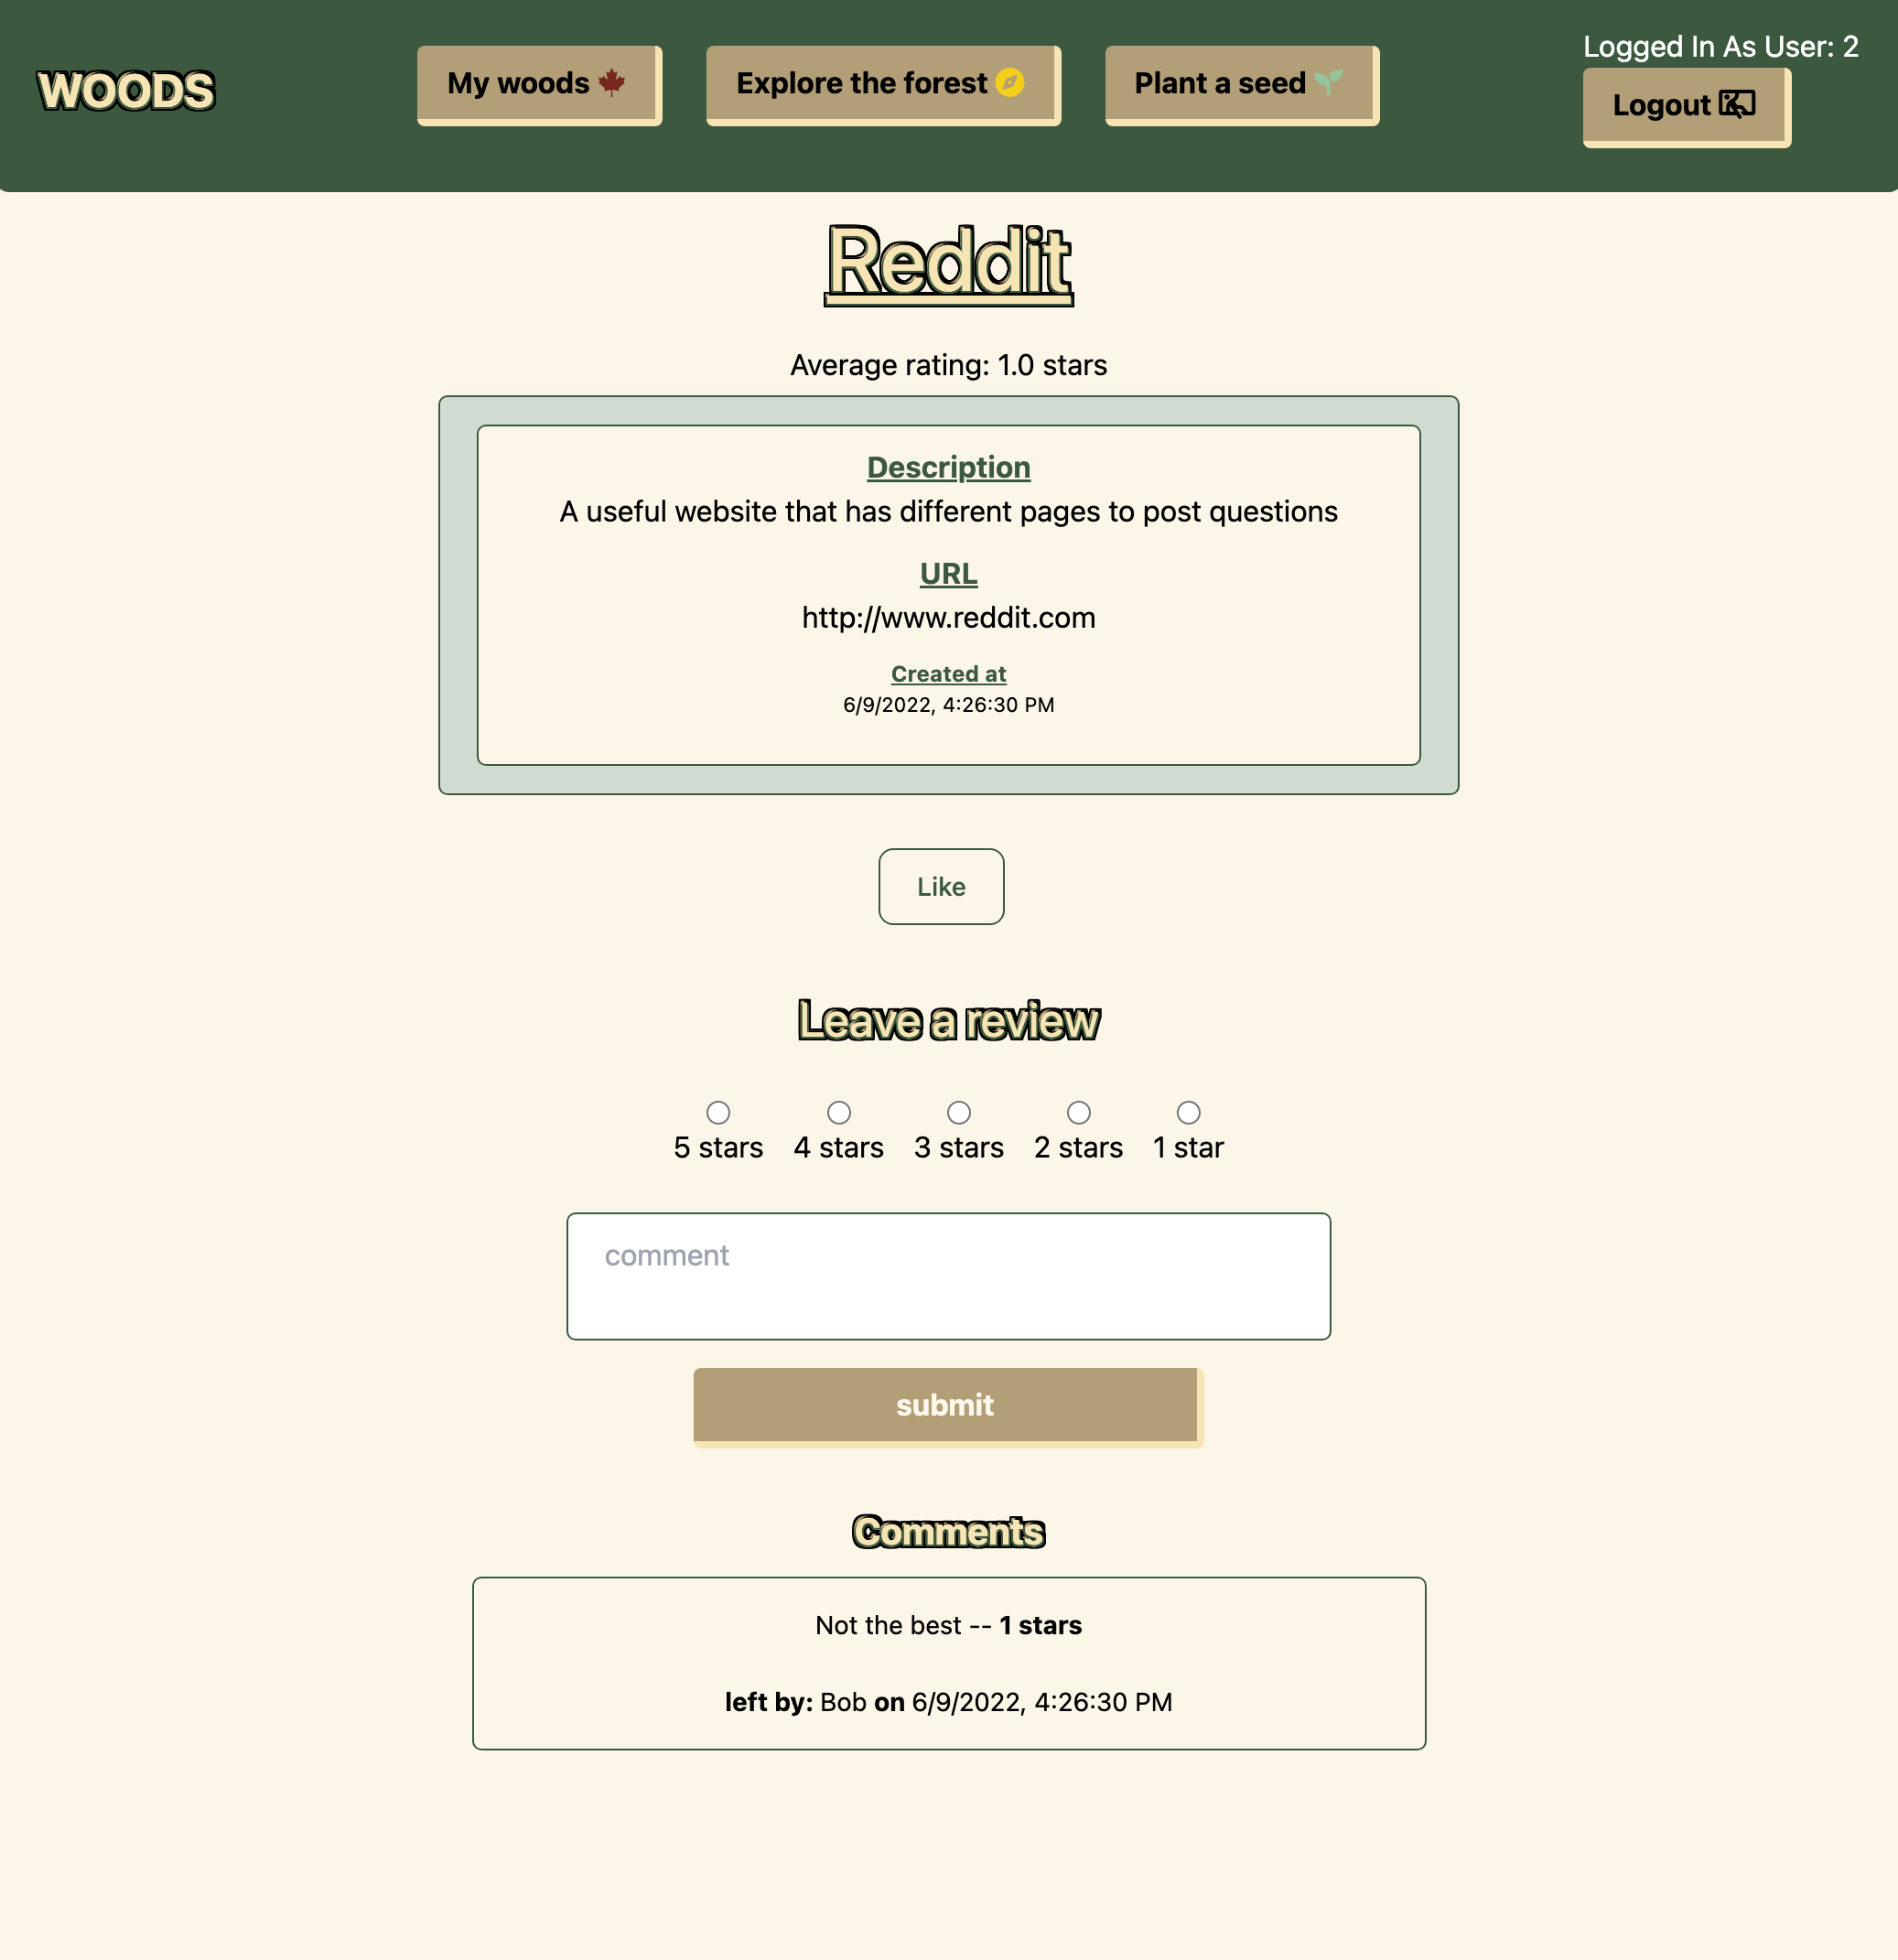 WOODS
My woods
Explore the forest
Plant a seed
Logged In As User: 2
Logout
Reddit
Average rating: 1.0 stars
Description
A useful website that has different pages to post questions
URL
http://www.reddit.com
Created at
6/9/2022, 4:26:30 PM
Like
Leave a review
5 stars 4 stars 3 stars 2 stars 1 star
comment
submit
Comments
Not the best -- 1 stars
left by: Bob on 6/9/2022, 4:26:30 PM